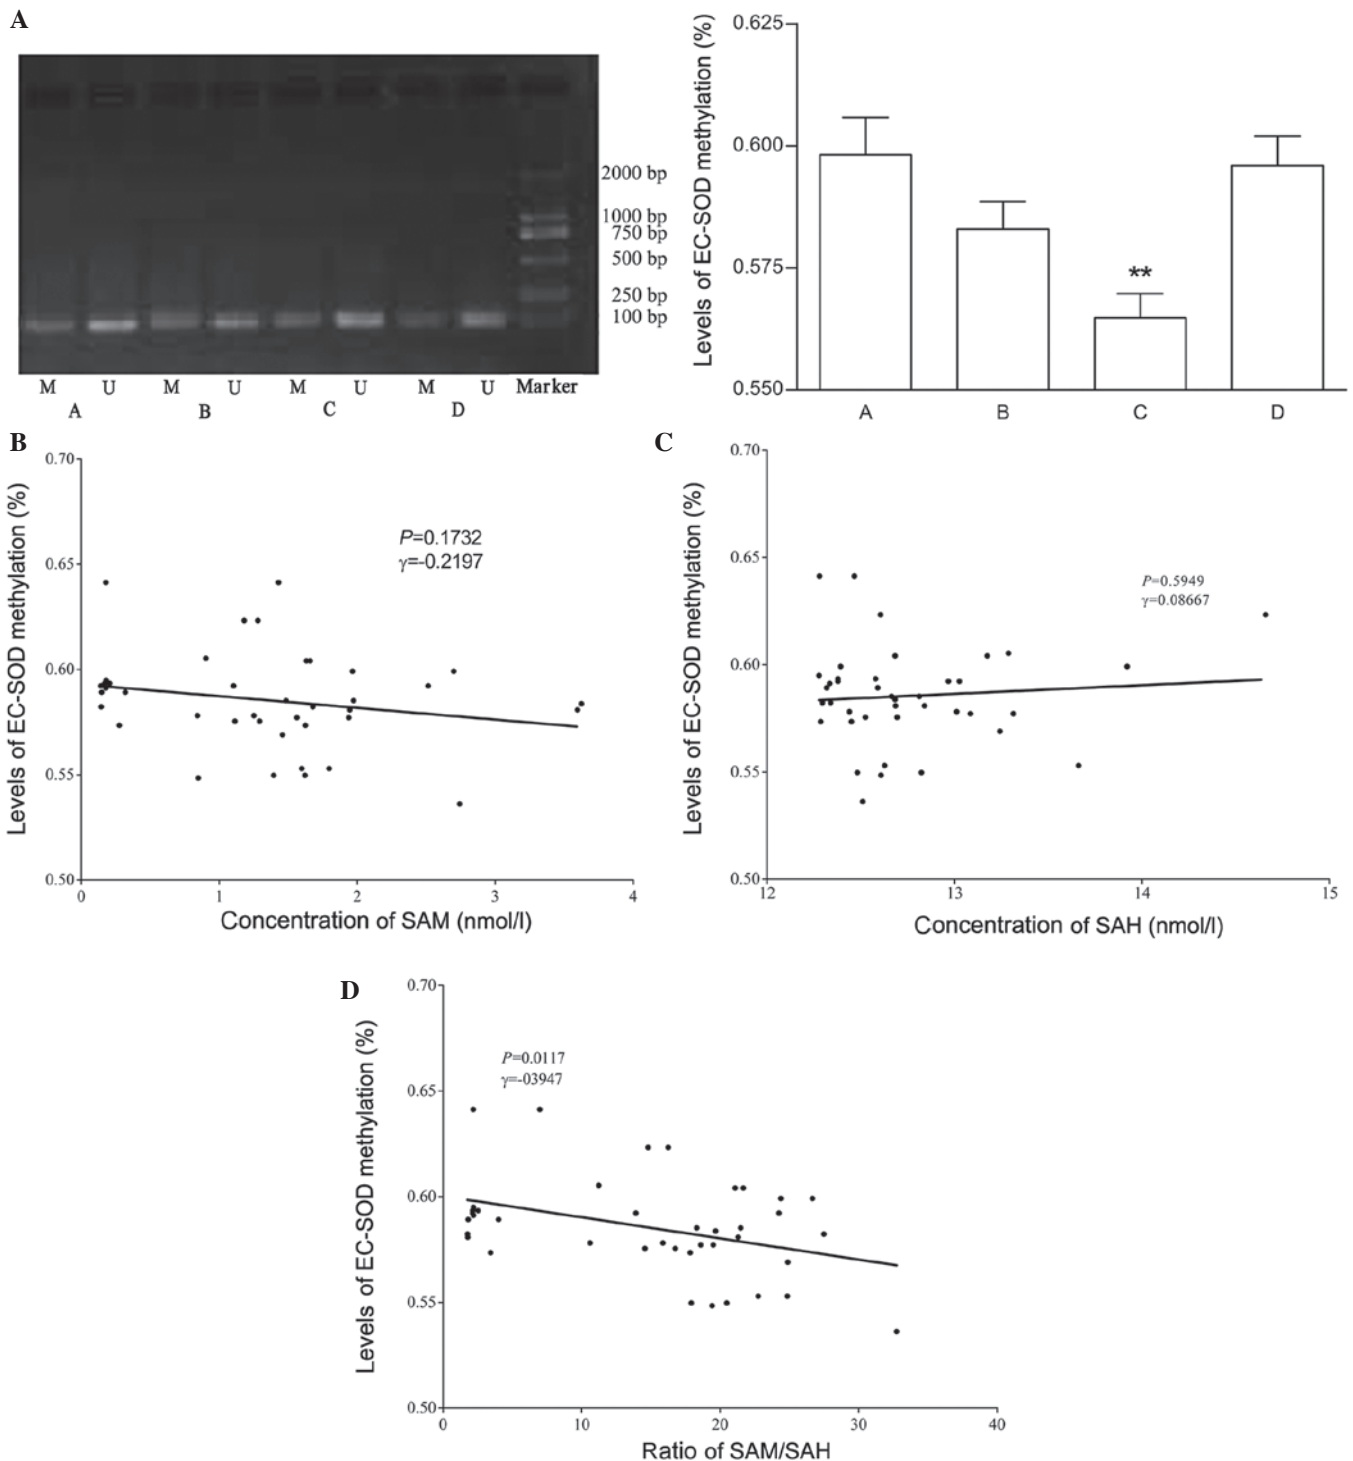 A
2000 bp
1000 bp
750 bp
500 bp
250 bp
100 bp
M U M U M U M U Marker
A B C D
Levels of EC-SOD methylation (%)
0.625
0.600
0.575
0.550
**
A B C D
B
Levels of EC-SOD methylation (%)
0.70
0.65
0.60
0.55
0.50
P=0.1732
γ=-0.2197
0 1 2 3 4
Concentration of SAM (nmol/l)
C
Levels of EC-SOD methylation (%)
0.70
0.65
0.60
0.55
0.50
P=0.5949
γ=0.08667
12 13 14 15
Concentration of SAH (nmol/l)
D
Levels of EC-SOD methylation (%)
0.70
0.65
0.60
0.55
0.50
P=0.0117
γ=-03947
0 10 20 30 40
Ratio of SAM/SAH